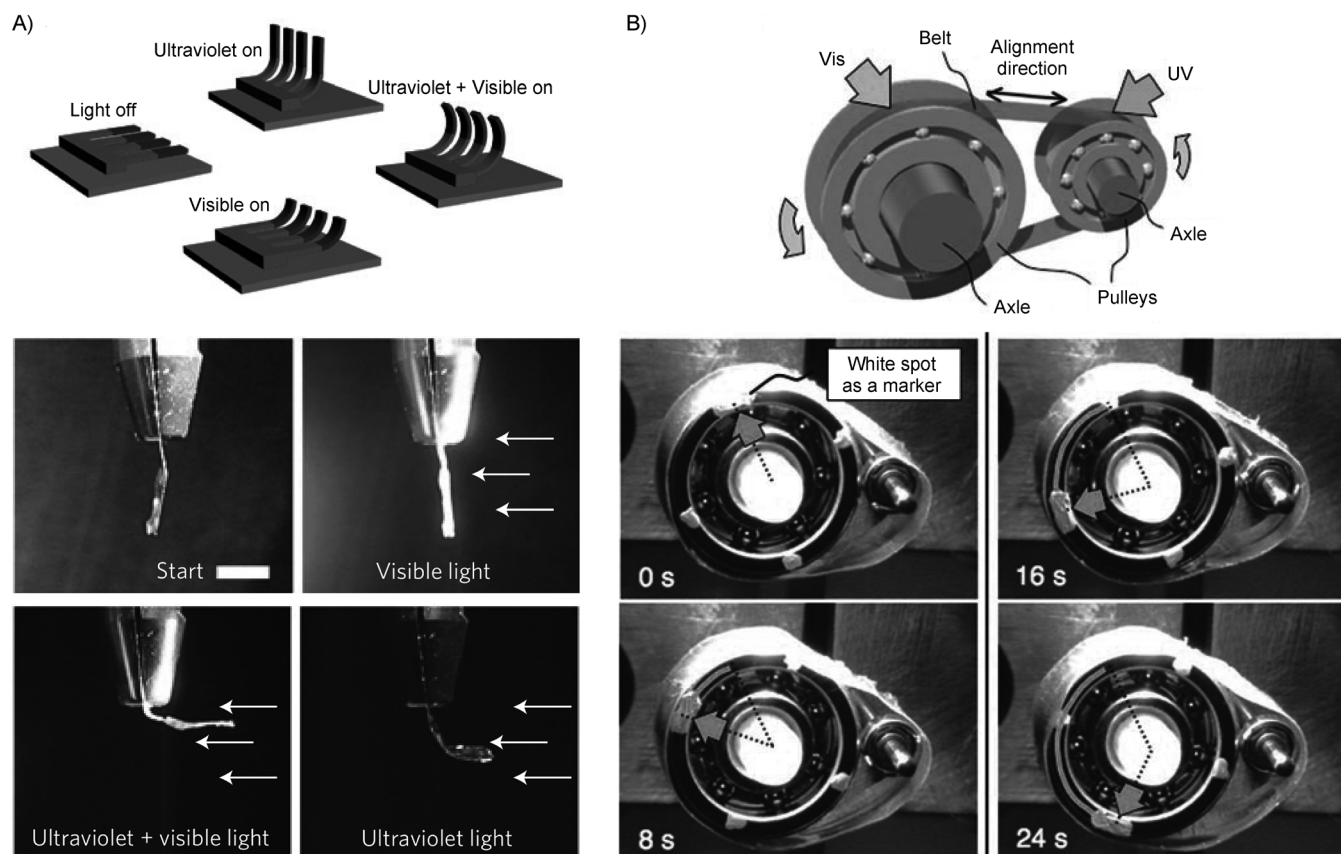 A)
Ultraviolet on
Light off
Ultraviolet + Visible on
Visible on
Start
Visible light
Ultraviolet + visible light
Ultraviolet light
B)
Belt
Alignment
direction
Vis
UV
Axle
Axle
Pulleys
White spot
as a marker
0 s
16 s
8 s
24 s